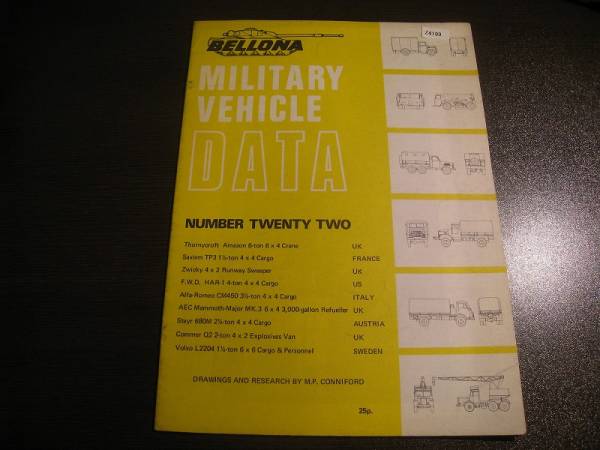 BELLONA
MILITARY
VEHICLE
DATA
NUMBER TWENTY TWO
Thornycroft Amazon 6-ton 6 x 4 Crane UK
Saviem TP3 1½-ton 4 x 4 Cargo FRANCE
Zwicky 4 x 2 Runway Sweeper UK
F.W.D. HAR-1 4-ton 4 x 4 Cargo US
Alfa-Romeo CM450 3½-ton 4 x 4 Cargo ITALY
AEC Mammoth-Major MK.3 6 x 4 3,000-gallon Refueller UK
Steyr 680M 2½-ton 4 x 4 Cargo AUSTRIA
Commer Q2 2-ton 4 x 2 Explosives Van UK
Volvo L2204 1½-ton 6 x 6 Cargo & Personnel SWEDEN
DRAWINGS AND RESEARCH BY M.P. CONNIFORD
25p.